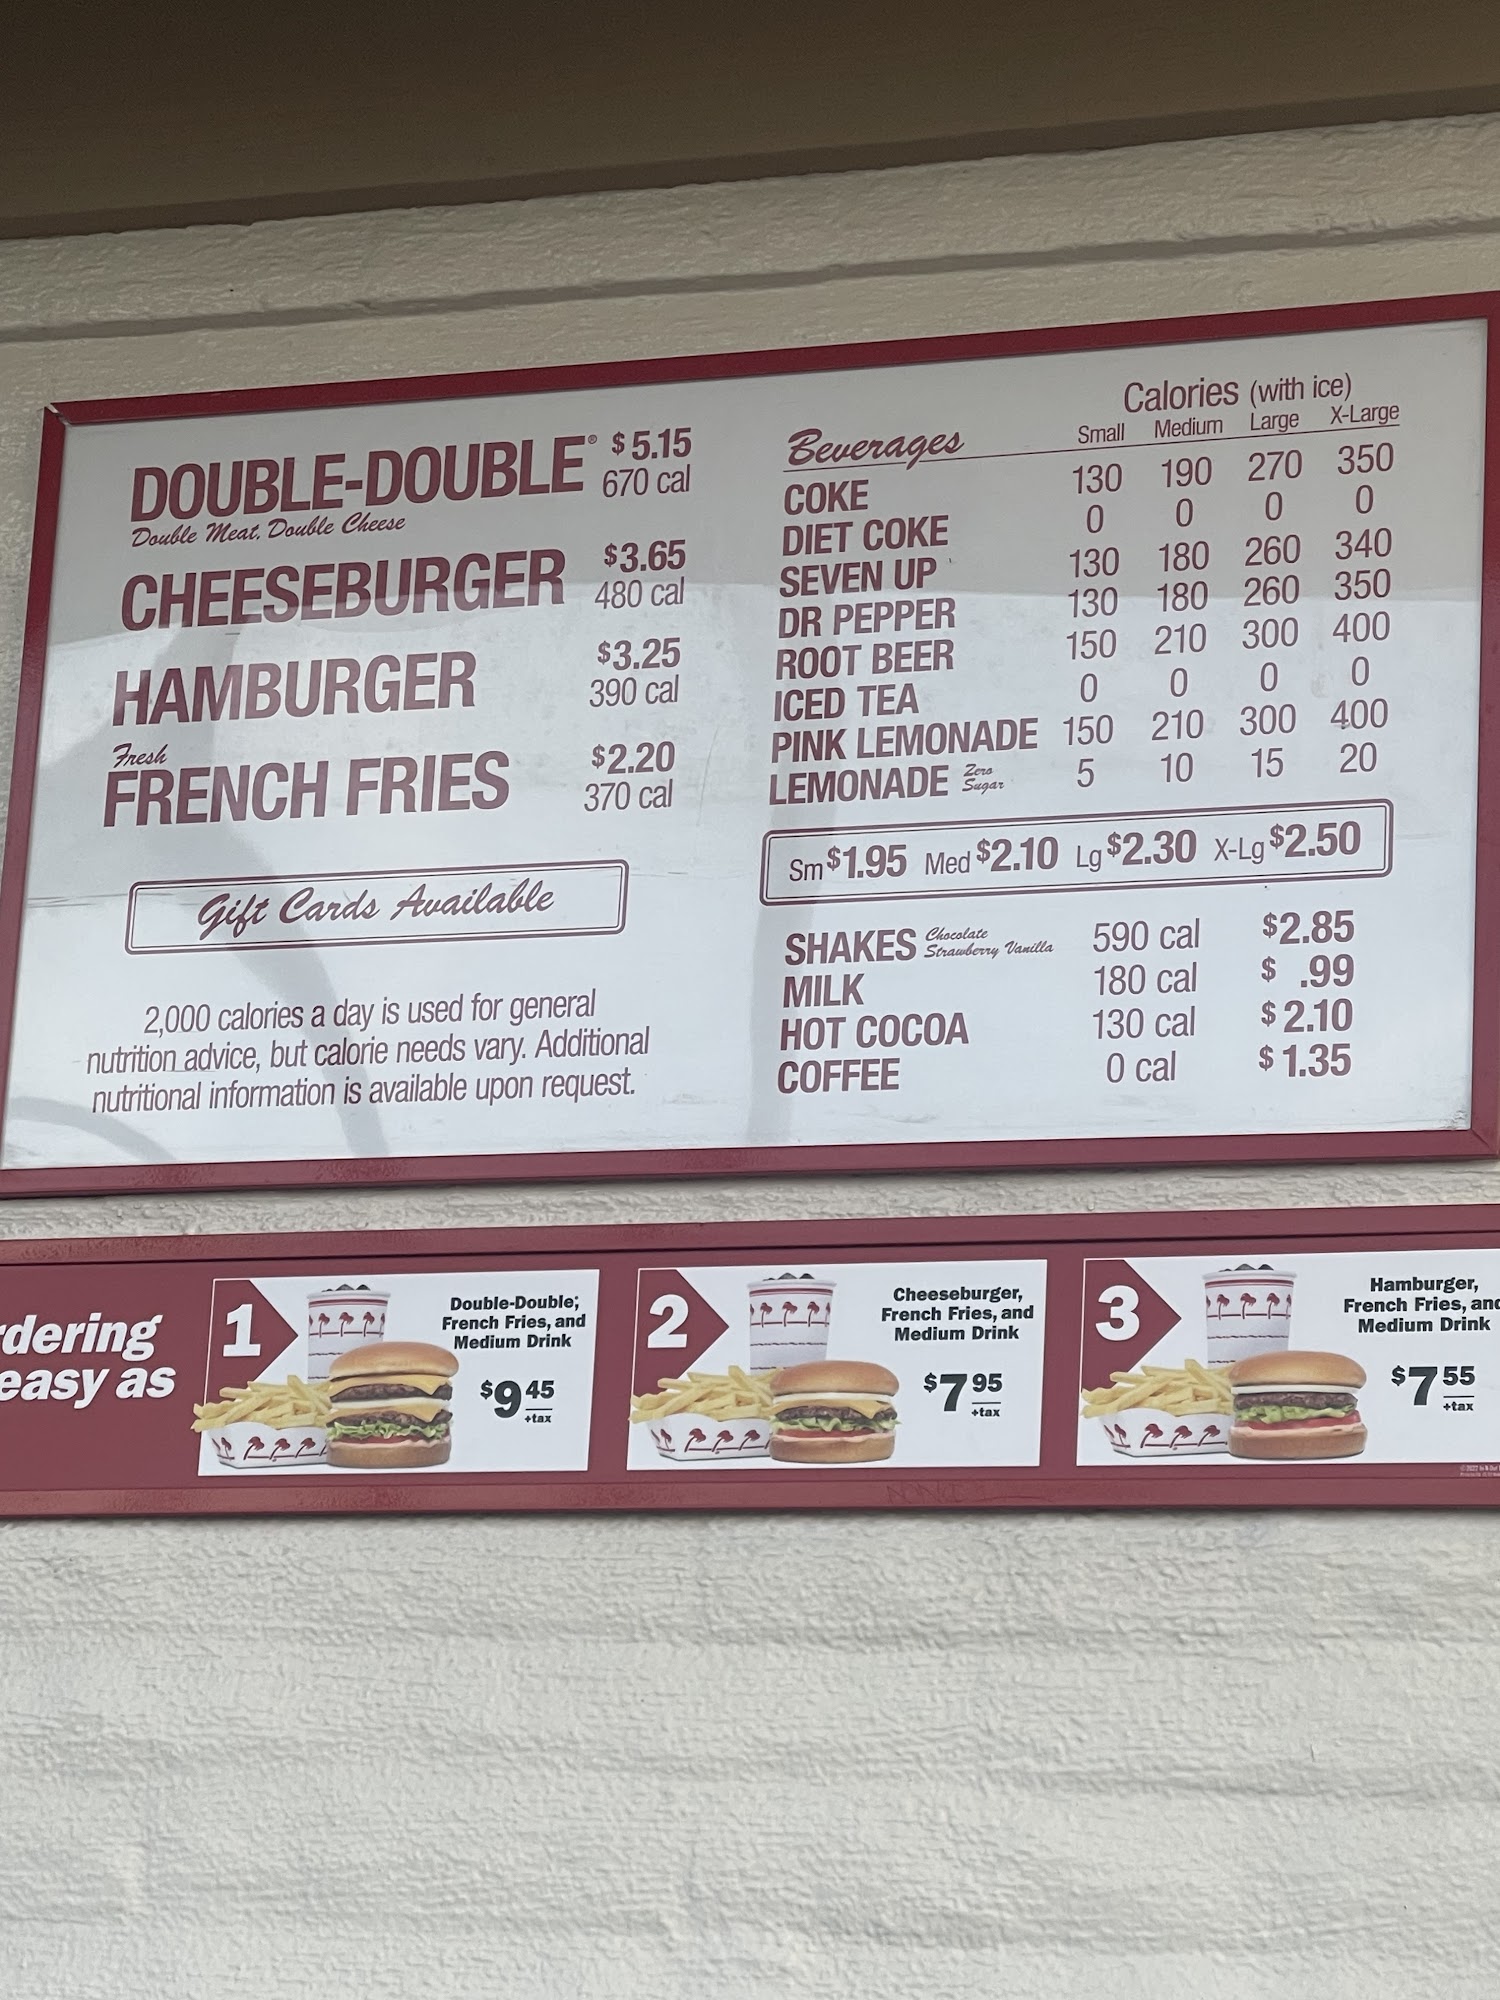 DOUBLE-DOUBLE® $5.15
670 cal
Double Meat, Double Cheese
CHEESEBURGER $3.65
480 cal
HAMBURGER $3.25
390 cal
Fresh
FRENCH FRIES $2.20
370 cal
Gift Cards Available
2,000 calories a day is used for general
nutrition advice, but calorie needs vary. Additional
nutritional information is available upon request.
Calories (with ice)
Beverages Small Medium Large X-Large
COKE 130 190 270 350
DIET COKE 0 0 0 0
SEVEN UP 130 180 260 340
DR PEPPER 130 180 260 350
ROOT BEER 150 210 300 400
ICED TEA 0 0 0 0
PINK LEMONADE 150 210 300 400
LEMONADE Zero Sugar 5 10 15 20
Sm $1.95 Med $2.10 Lg $2.30 X-Lg $2.50
SHAKES Chocolate Strawberry Vanilla 590 cal $2.85
MILK 180 cal $ .99
HOT COCOA 130 cal $2.10
COFFEE 0 cal $1.35
rdering
easy as
1
Double-Double,
French Fries, and
Medium Drink
$9 45
+tax
2
Cheeseburger,
French Fries, and
Medium Drink
$7 95
+tax
3
Hamburger,
French Fries, and
Medium Drink
$7 55
+tax